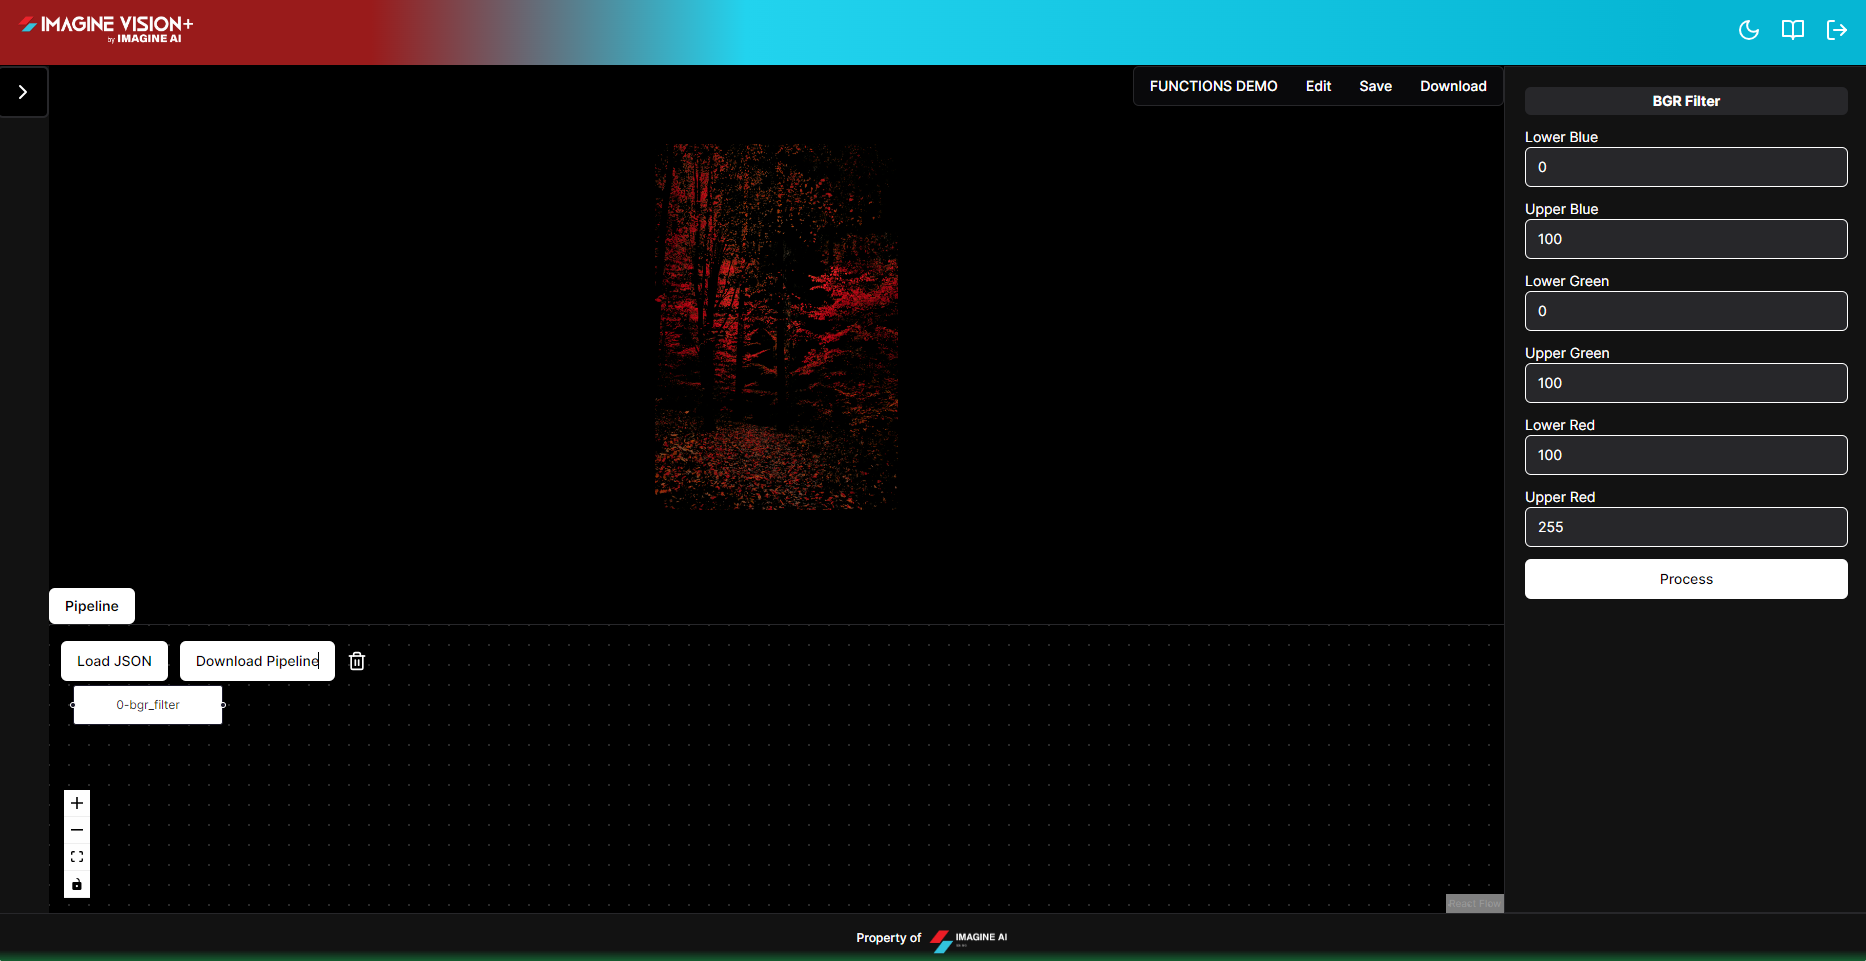 IMAGINE VISION+
by IMAGINE AI
FUNCTIONS DEMO Edit Save Download
BGR Filter
Lower Blue
0
Upper Blue
100
Lower Green
0
Upper Green
100
Lower Red
100
Upper Red
255
Process
Pipeline
Load JSON Download Pipeline
0-bgr_filter
React Flow
Property of IMAGINE AI